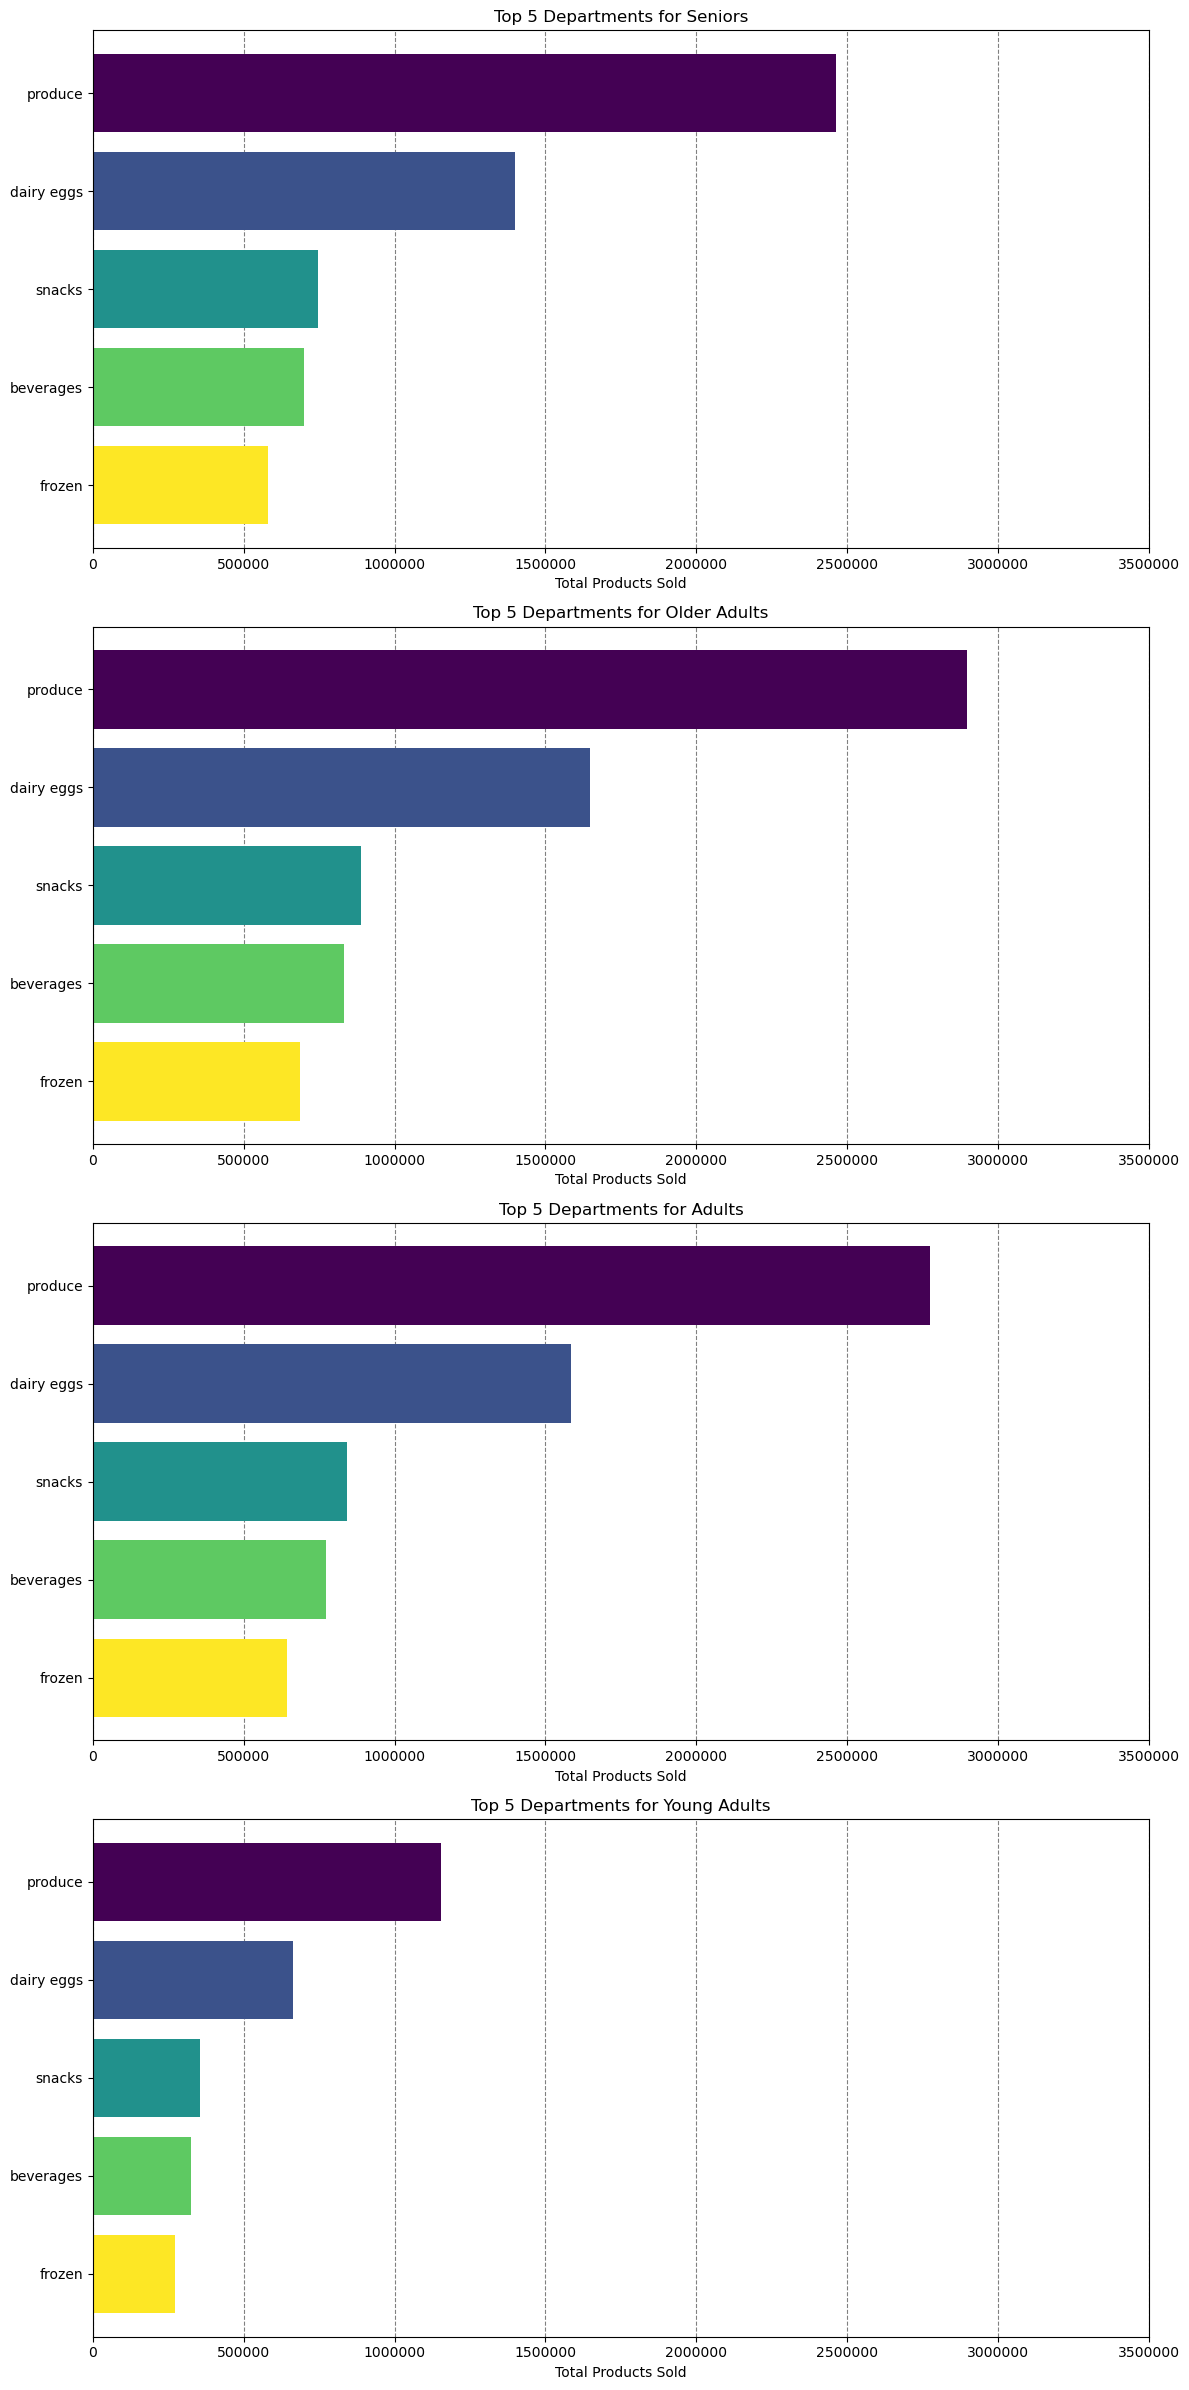 Top 5 Departments for Seniors
produce
dairy eggs
snacks
beverages
frozen
0 500000 1000000 1500000 2000000 2500000 3000000 3500000
Total Products Sold
Top 5 Departments for Older Adults
produce
dairy eggs
snacks
beverages
frozen
0 500000 1000000 1500000 2000000 2500000 3000000 3500000
Total Products Sold
Top 5 Departments for Adults
produce
dairy eggs
snacks
beverages
frozen
0 500000 1000000 1500000 2000000 2500000 3000000 3500000
Total Products Sold
Top 5 Departments for Young Adults
produce
dairy eggs
snacks
beverages
frozen
0 500000 1000000 1500000 2000000 2500000 3000000 3500000
Total Products Sold